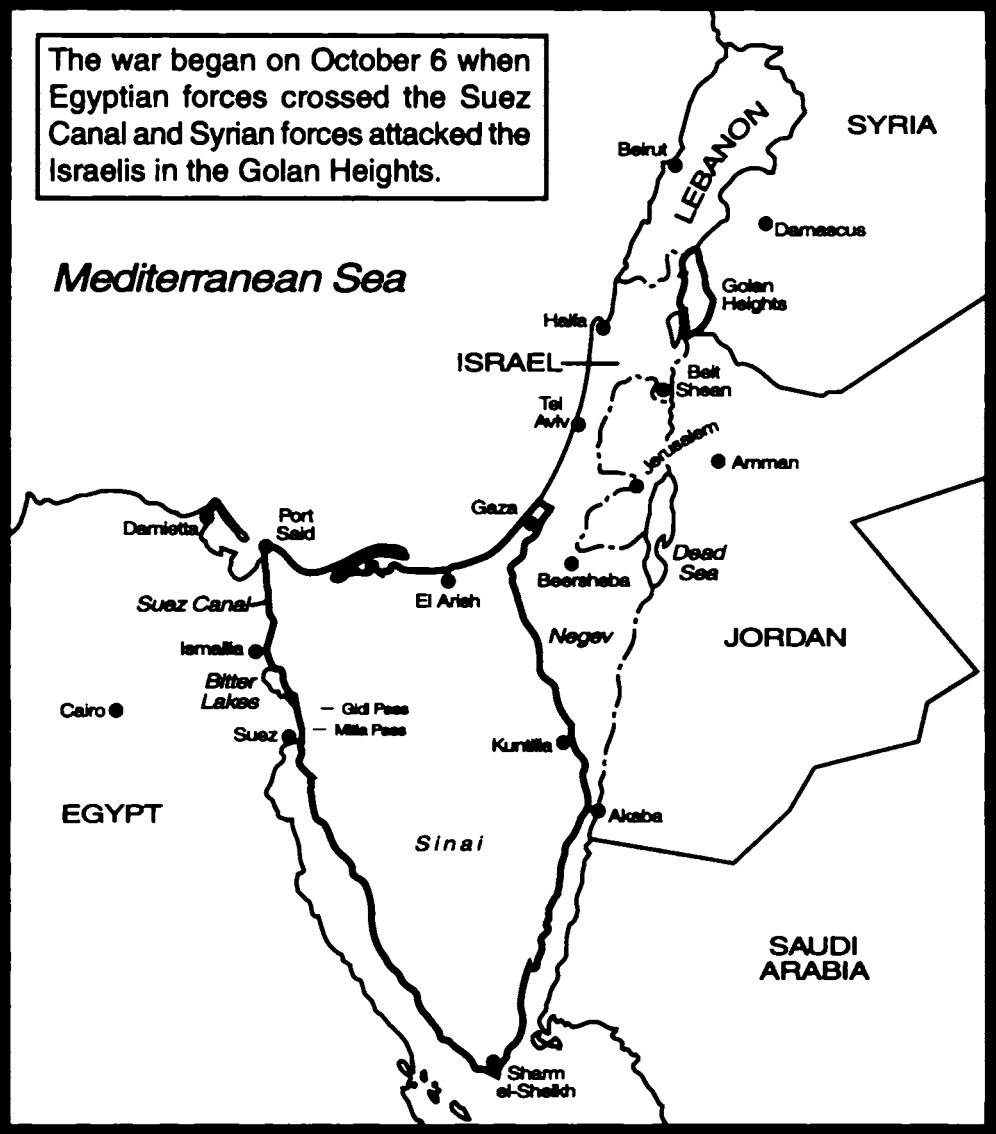 The war began on October 6 when
Egyptian forces crossed the Suez
Canal and Syrian forces attacked the
Israelis in the Golan Heights.
SYRIA
Beirut
LEBANON
Damascus
Mediterranean Sea
Golan
Heights
Haifa
ISRAEL
Beit
Shean
Tel
Aviv
Jerusalem
Amman
Gaza
Damietta
Port
Said
Dead
Sea
Beersheba
El Arish
Suez Canal
Negev
JORDAN
Ismailia
Bitter
Lakes
Cairo
Gidi Pass
Mitla Pass
Suez
Kuntilla
EGYPT
Akaba
Sinai
SAUDI
ARABIA
Sharm
el-Sheikh